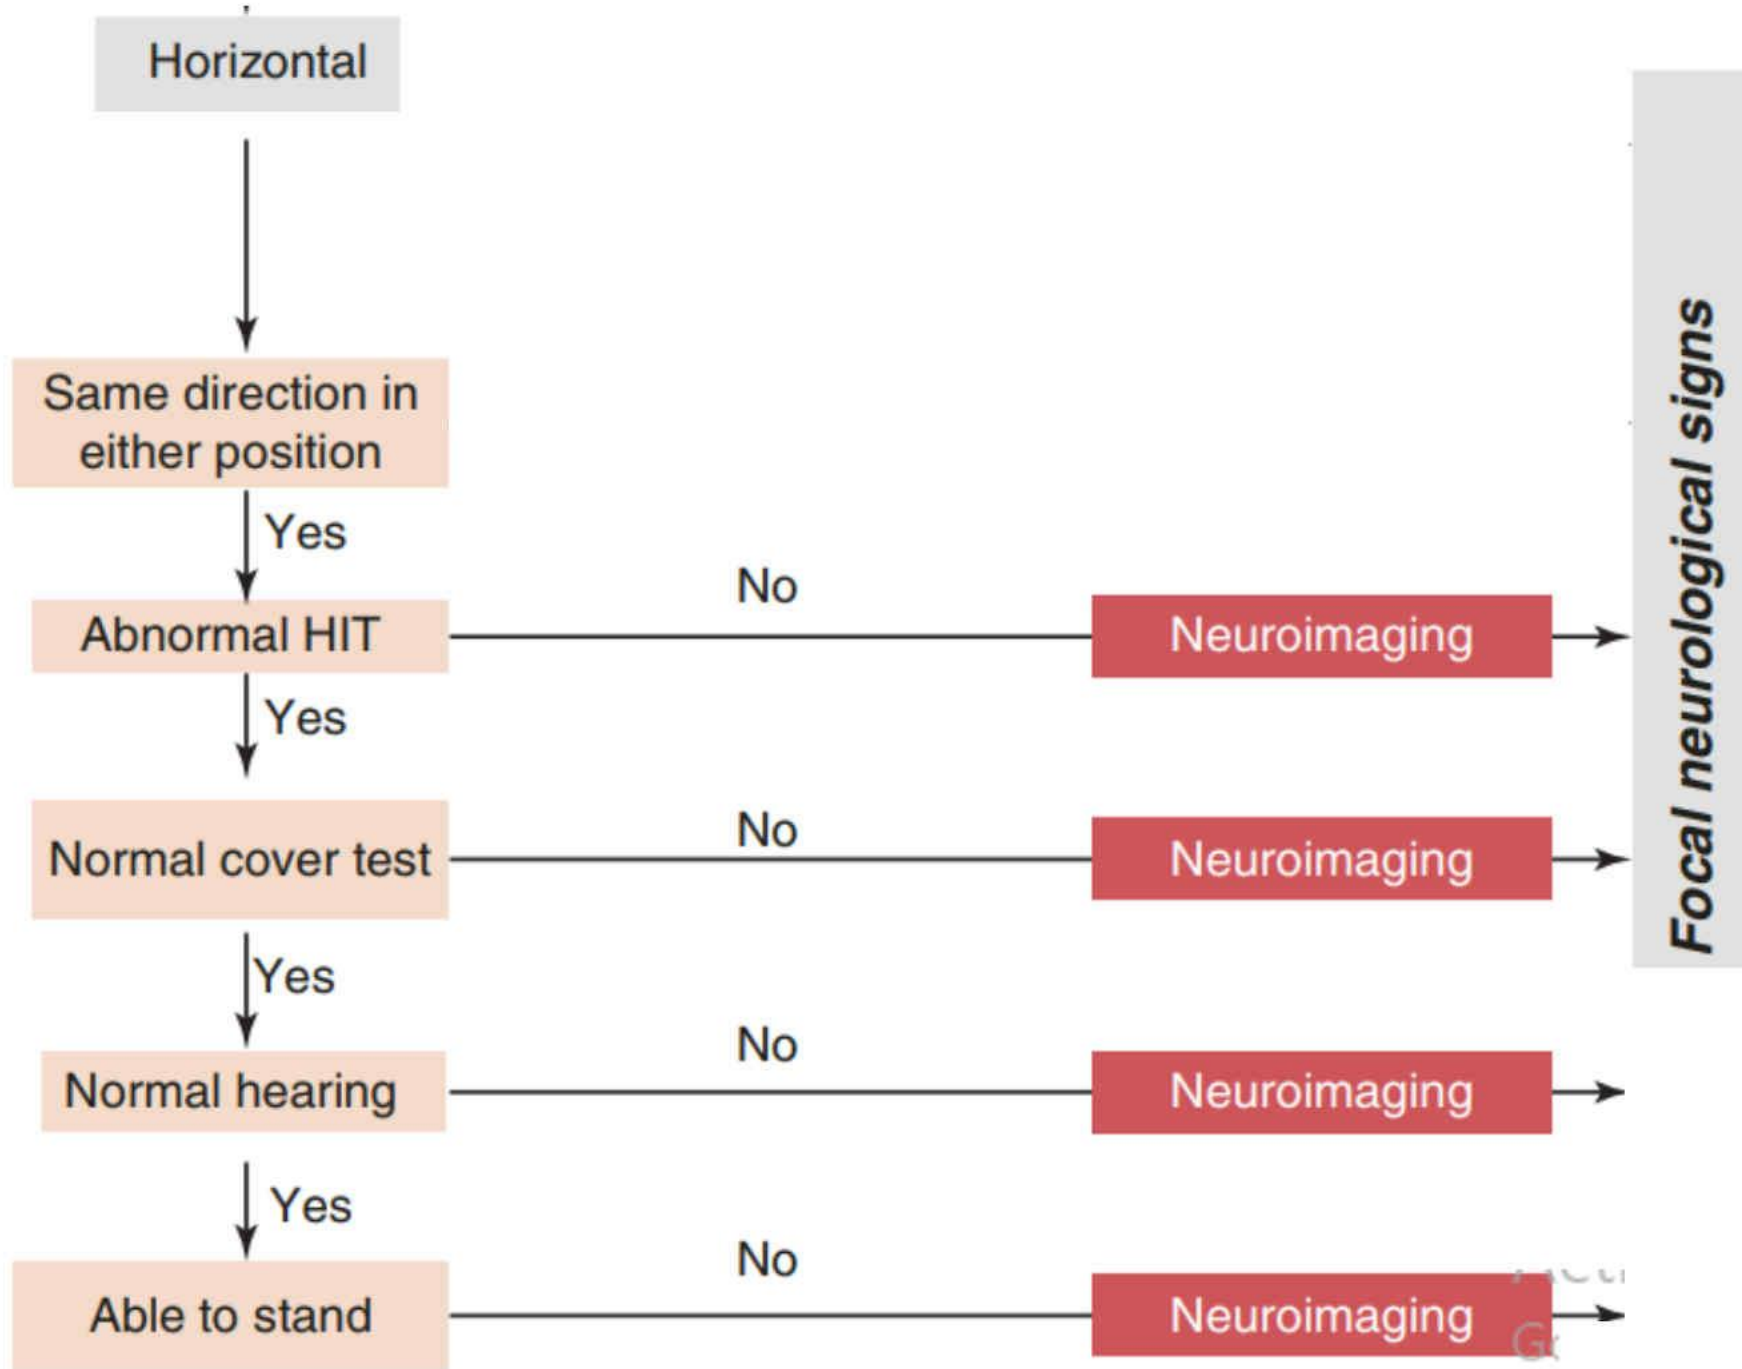 Horizontal
Same direction in
either position
Yes
No
Abnormal HIT
Neuroimaging
Yes
No
Normal cover test
Neuroimaging
Yes
No
Normal hearing
Neuroimaging
Yes
No
Able to stand
Neuroimaging
Focal neurological signs